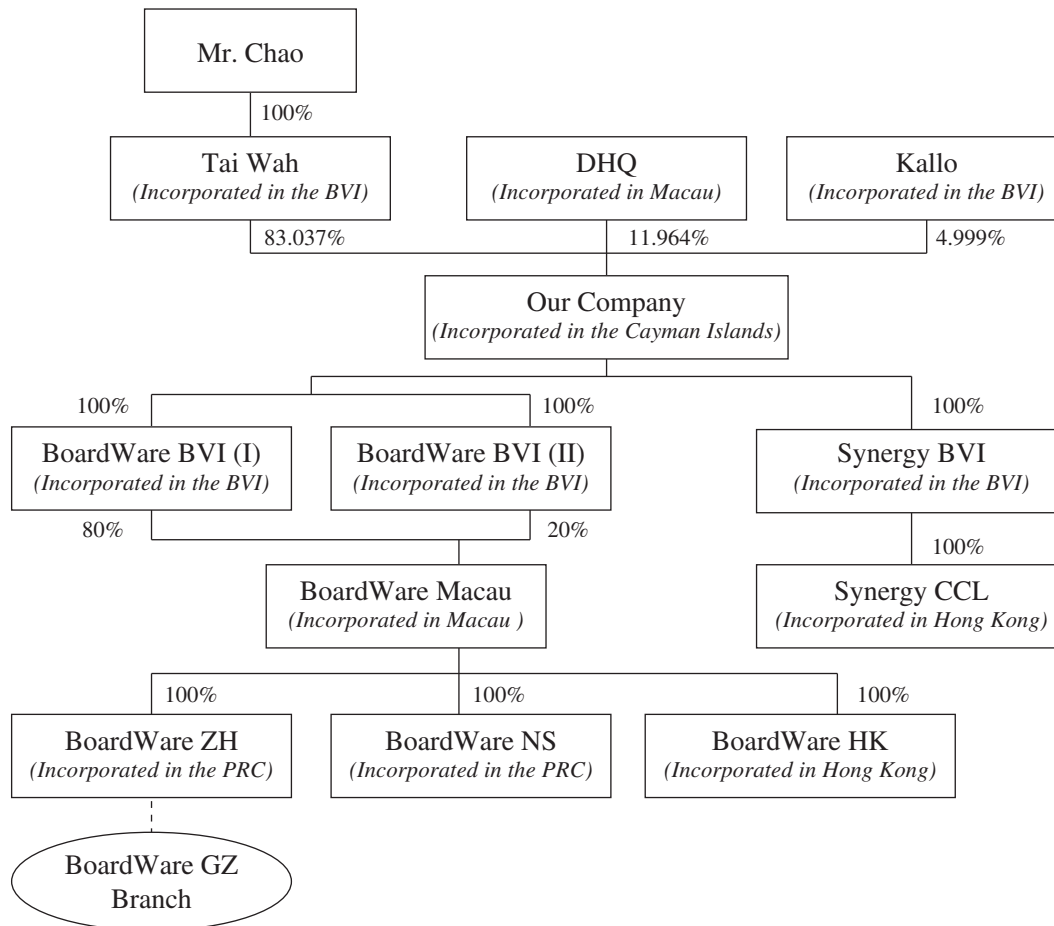 Mr. Chao
100%
Tai Wah
(Incorporated in the BVI)
DHQ
(Incorporated in Macau)
Kallo
(Incorporated in the BVI)
83.037%
11.964%
4.999%
Our Company
(Incorporated in the Cayman Islands)
100%
100%
100%
BoardWare BVI (I)
(Incorporated in the BVI)
BoardWare BVI (II)
(Incorporated in the BVI)
Synergy BVI
(Incorporated in the BVI)
80%
20%
100%
BoardWare Macau
(Incorporated in Macau )
Synergy CCL
(Incorporated in Hong Kong)
100%
100%
100%
BoardWare ZH
(Incorporated in the PRC)
BoardWare NS
(Incorporated in the PRC)
BoardWare HK
(Incorporated in Hong Kong)
BoardWare GZ
Branch